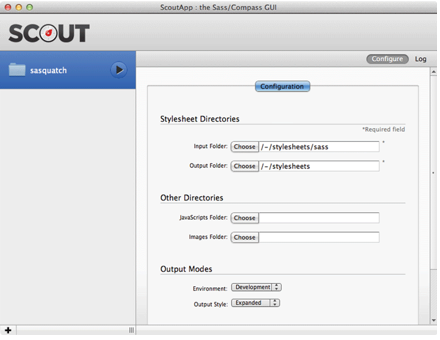 ScoutApp : the Sass/Compass GUI
SCOUT
Configure Log
sasquatch
Configuration
Stylesheet Directories
*Required field
Input Folder: Choose /~/stylesheets/sass *
Output Folder: Choose /~/stylesheets *
Other Directories
JavaScripts Folder: Choose
Images Folder: Choose
Output Modes
Environment: Development
Output Style: Expanded